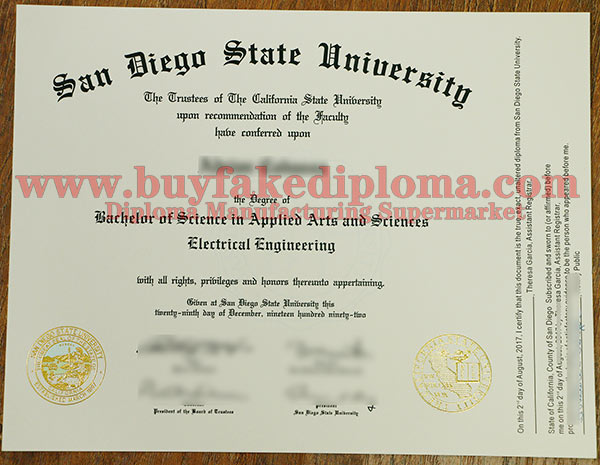 San Diego State University
The Trustees of The California State University
upon recommendation of the Faculty
have conferred upon
www.buyfakediploma.com
the Degree of
Diploma Manufacturing Supermarket
Bachelor of Science in Applied Arts and Sciences
Electrical Engineering
with all rights, privileges and honors thereunto appertaining.
Given at San Diego State University this
twenty-ninth day of December, nineteen hundred ninety-two
SAN DIEGO STATE UNIVERSITY
President of the Board of Trustees
San Diego State University
On this 2nd day of August, 2017, I certify that this document is the true, exact, unaltered diploma from San Diego State University.
Theresa Garcia, Assistant Registrar
State of California, County of San Diego Subscribed and sworn to (or affirmed) before
me on this 2nd day of August, Theresa Garcia, Assistant Registrar,
to be the person who appeared before me.
Public